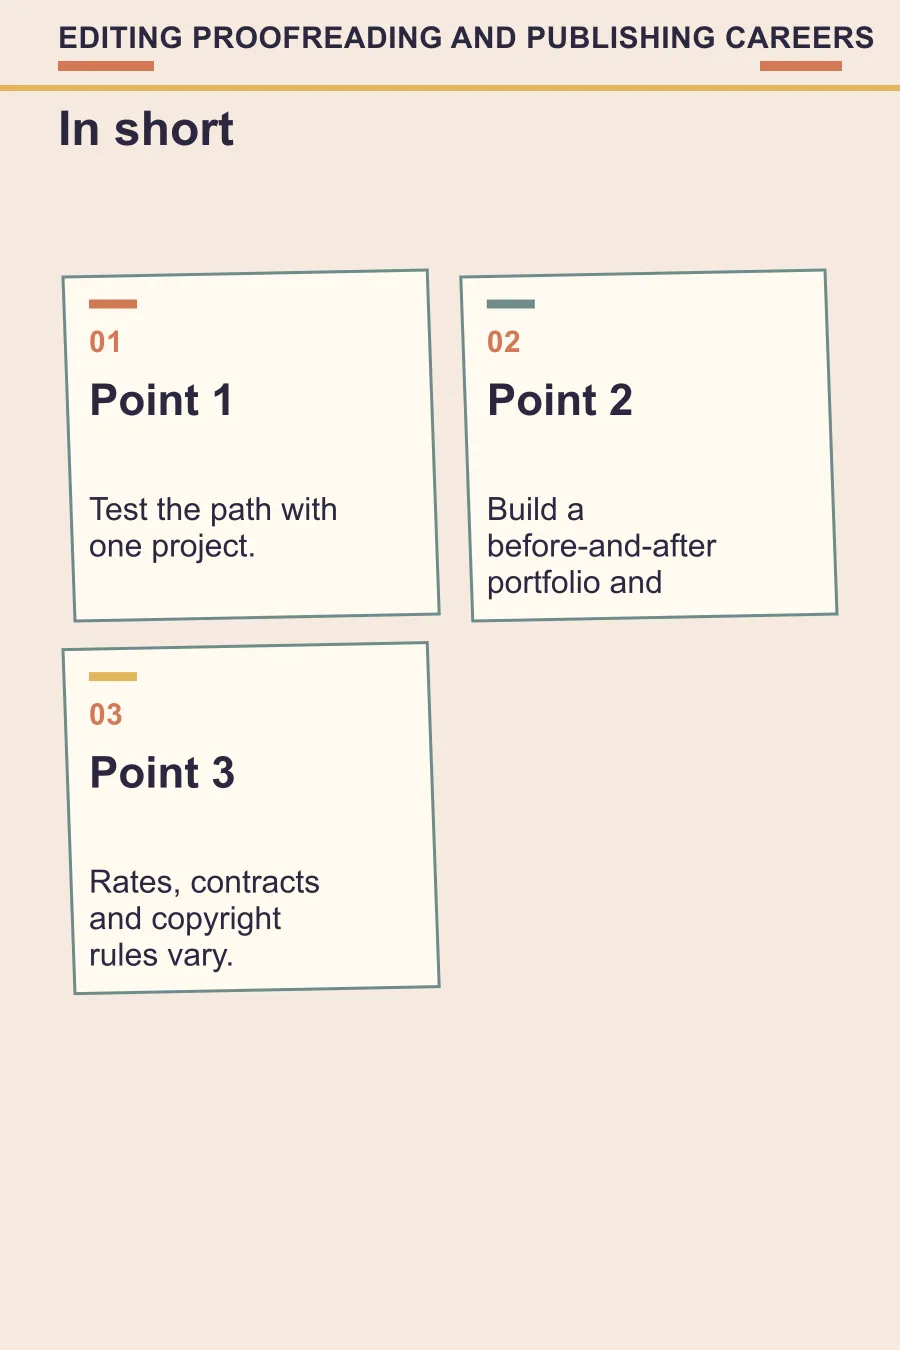 EDITING PROOFREADING AND PUBLISHING CAREERS
In short
01
Point 1
Test the path with
one project.
02
Point 2
Build a
before-and-after
portfolio and
03
Point 3
Rates, contracts
and copyright
rules vary.